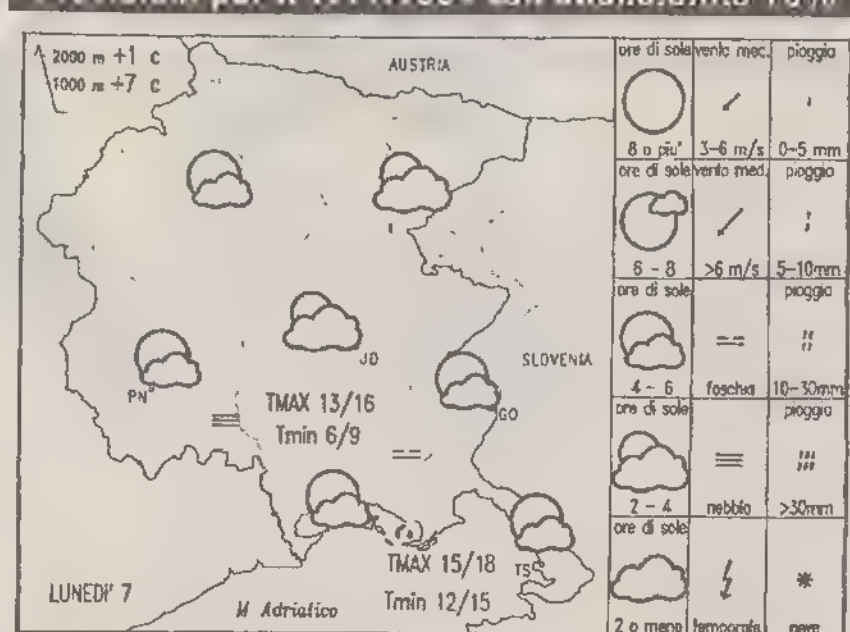 2000 m +1 c
1000 m +7 c
AUSTRIA
SLOVENIA
UD
PN
GO
TS
TMAX 13/16
Tmin 6/9
TMAX 15/18
Tmin 12/15
LUNEDI' 7
M Adriatico
ore di sole vento med. pioggia
8 o piu' 3-6 m/s 0-5 mm
ore di sole vento med. pioggia
6 - 8 >6 m/s 5-10mm
ore di sole pioggia
4 - 6 foschia 10-30mm
ore di sole pioggia
2 - 4 nebbia >30mm
ore di sole
2 o meno temporale neve